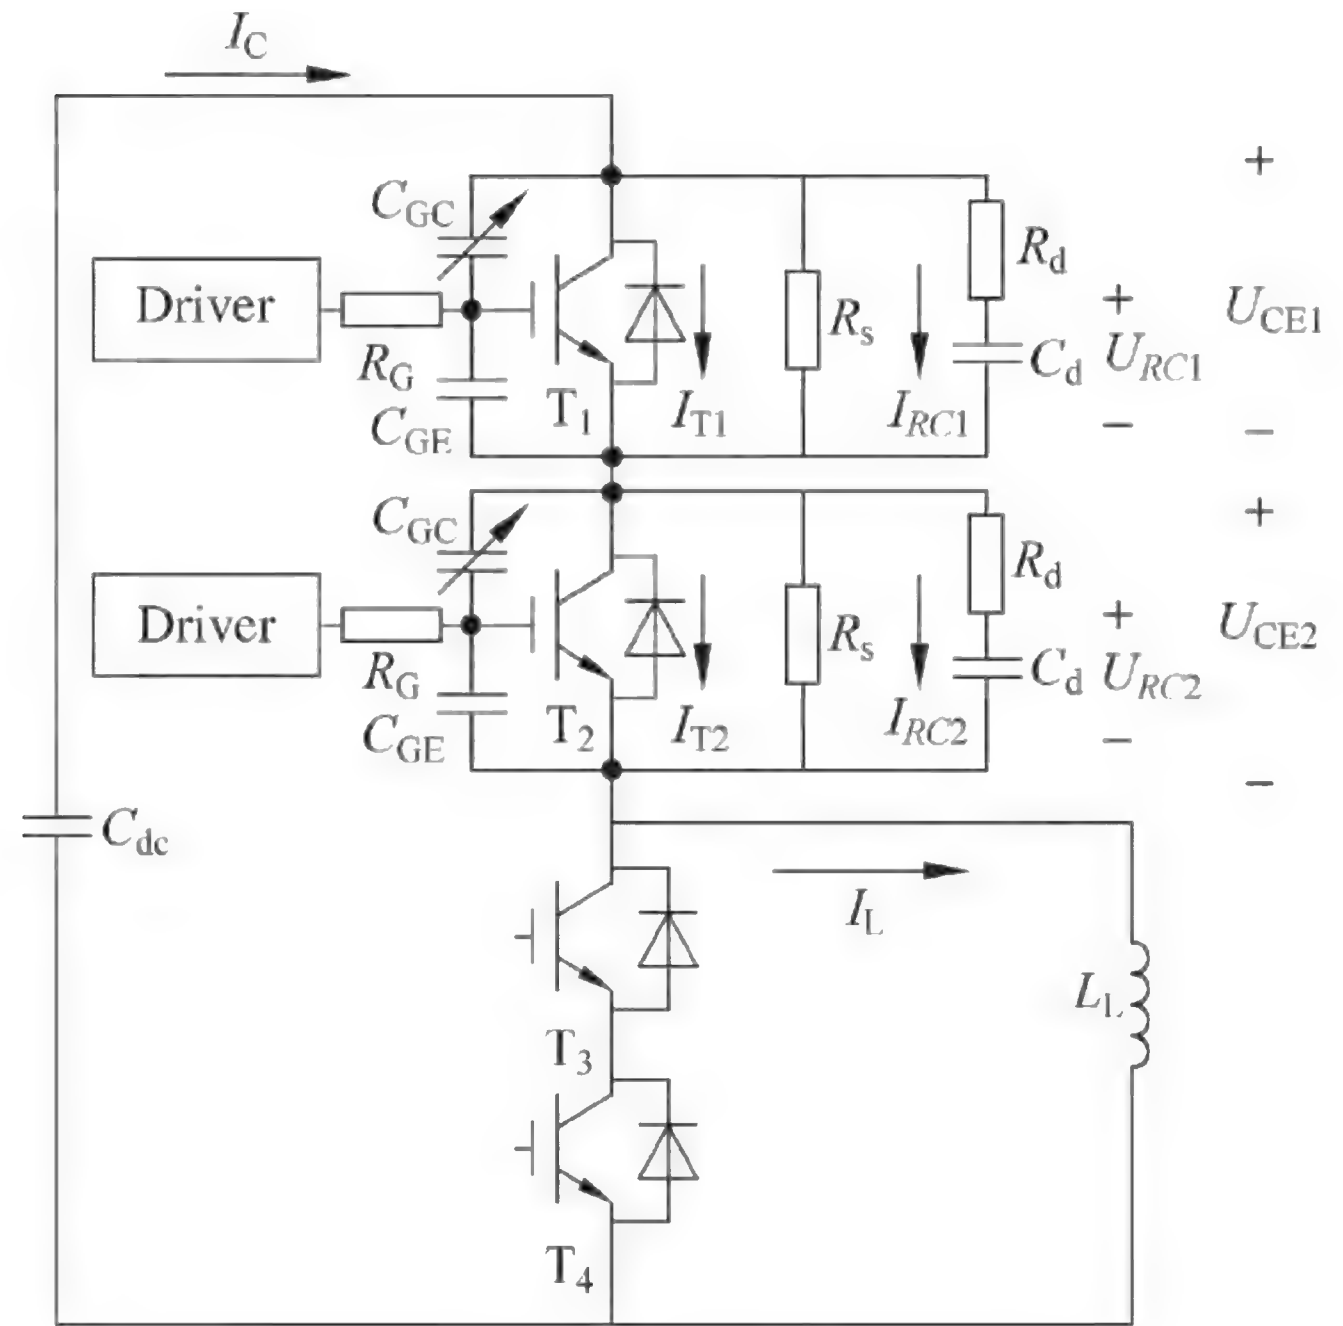 I_C
C_GC
Driver
R_G
C_GE
T_1
I_T1
R_s
I_RC1
R_d
C_d
+
U_RC1
−
+
U_CE1
−
C_GC
Driver
R_G
C_GE
T_2
I_T2
R_s
I_RC2
R_d
C_d
+
U_RC2
−
+
U_CE2
−
C_dc
I_L
L_L
T_3
T_4